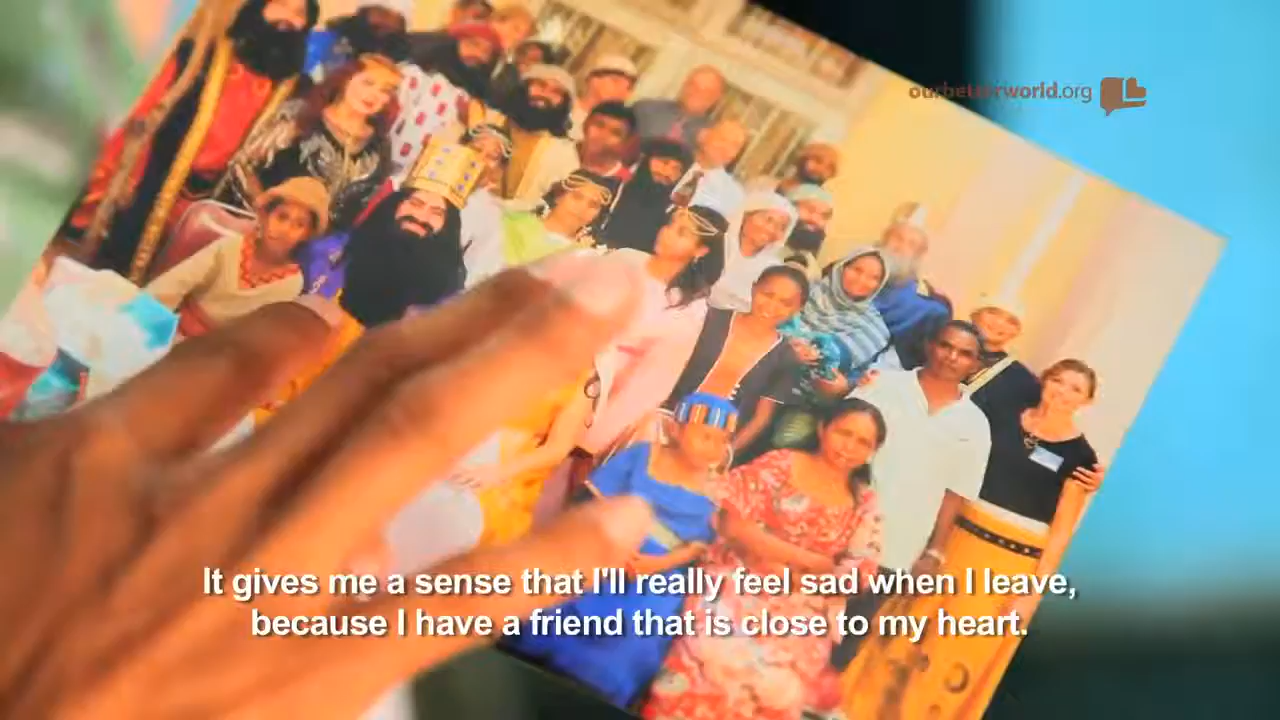 ourbetterworld.org
It gives me a sense that I'll really feel sad when I leave,
because I have a friend that is close to my heart.